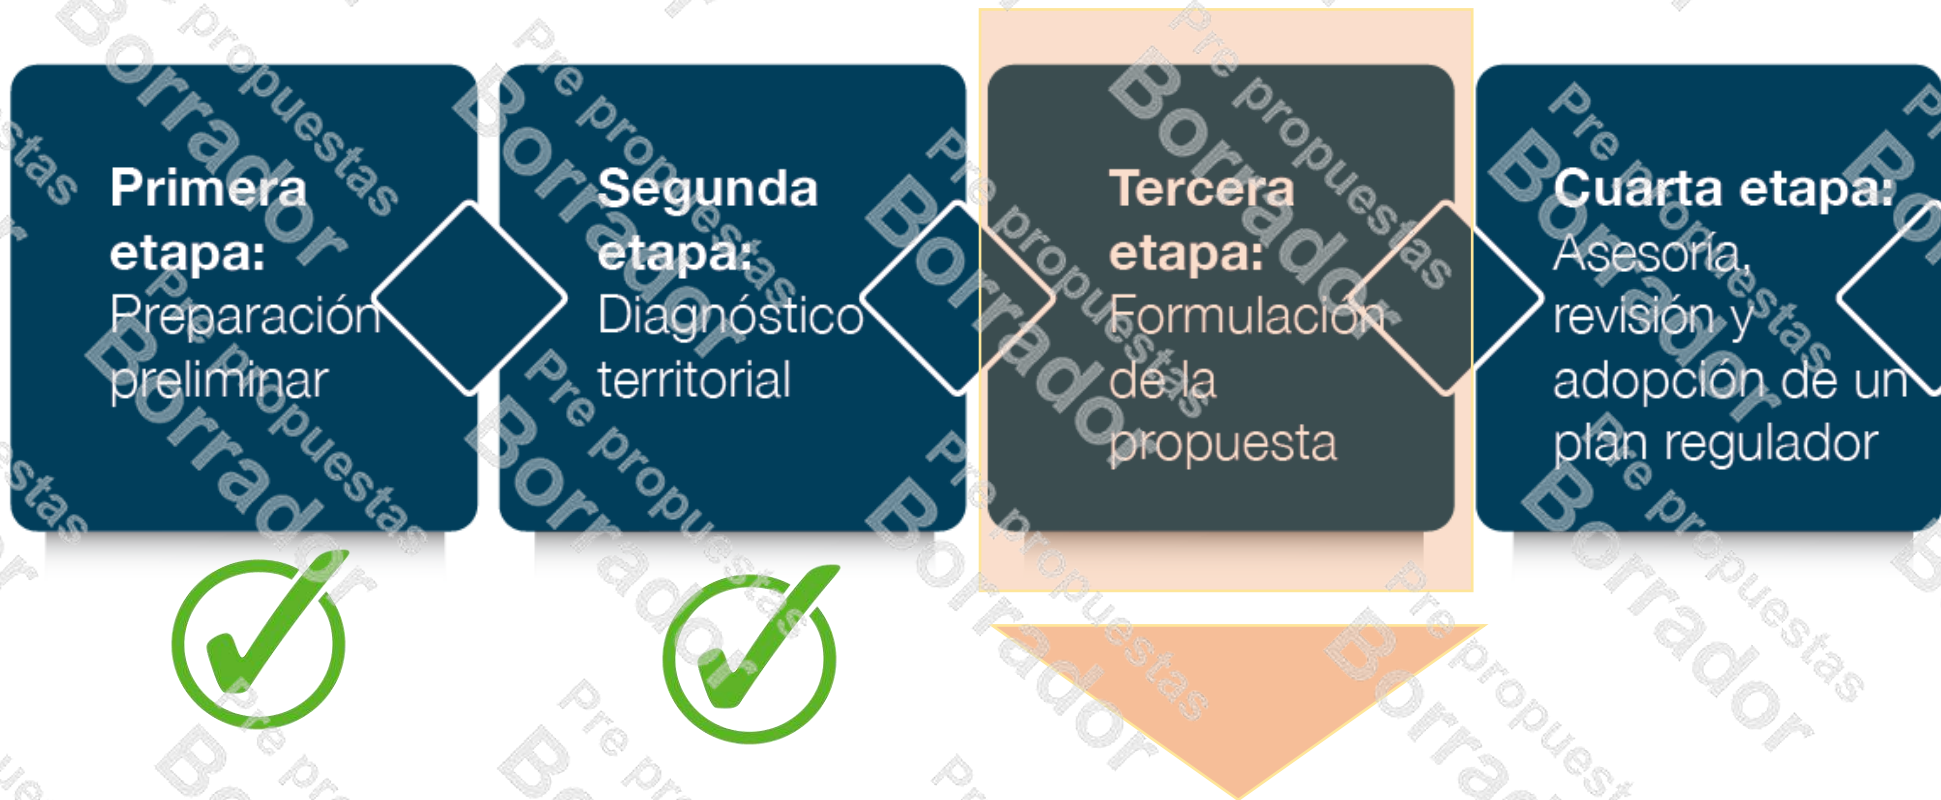 Primera
etapa:
Preparación
preliminar
Segunda
etapa:
Diagnóstico
territorial
Tercera
etapa:
Formulación
de la
propuesta
Cuarta etapa:
Asesoría,
revisión y
adopción de un
plan regulador
Pre propuestas
Borrador